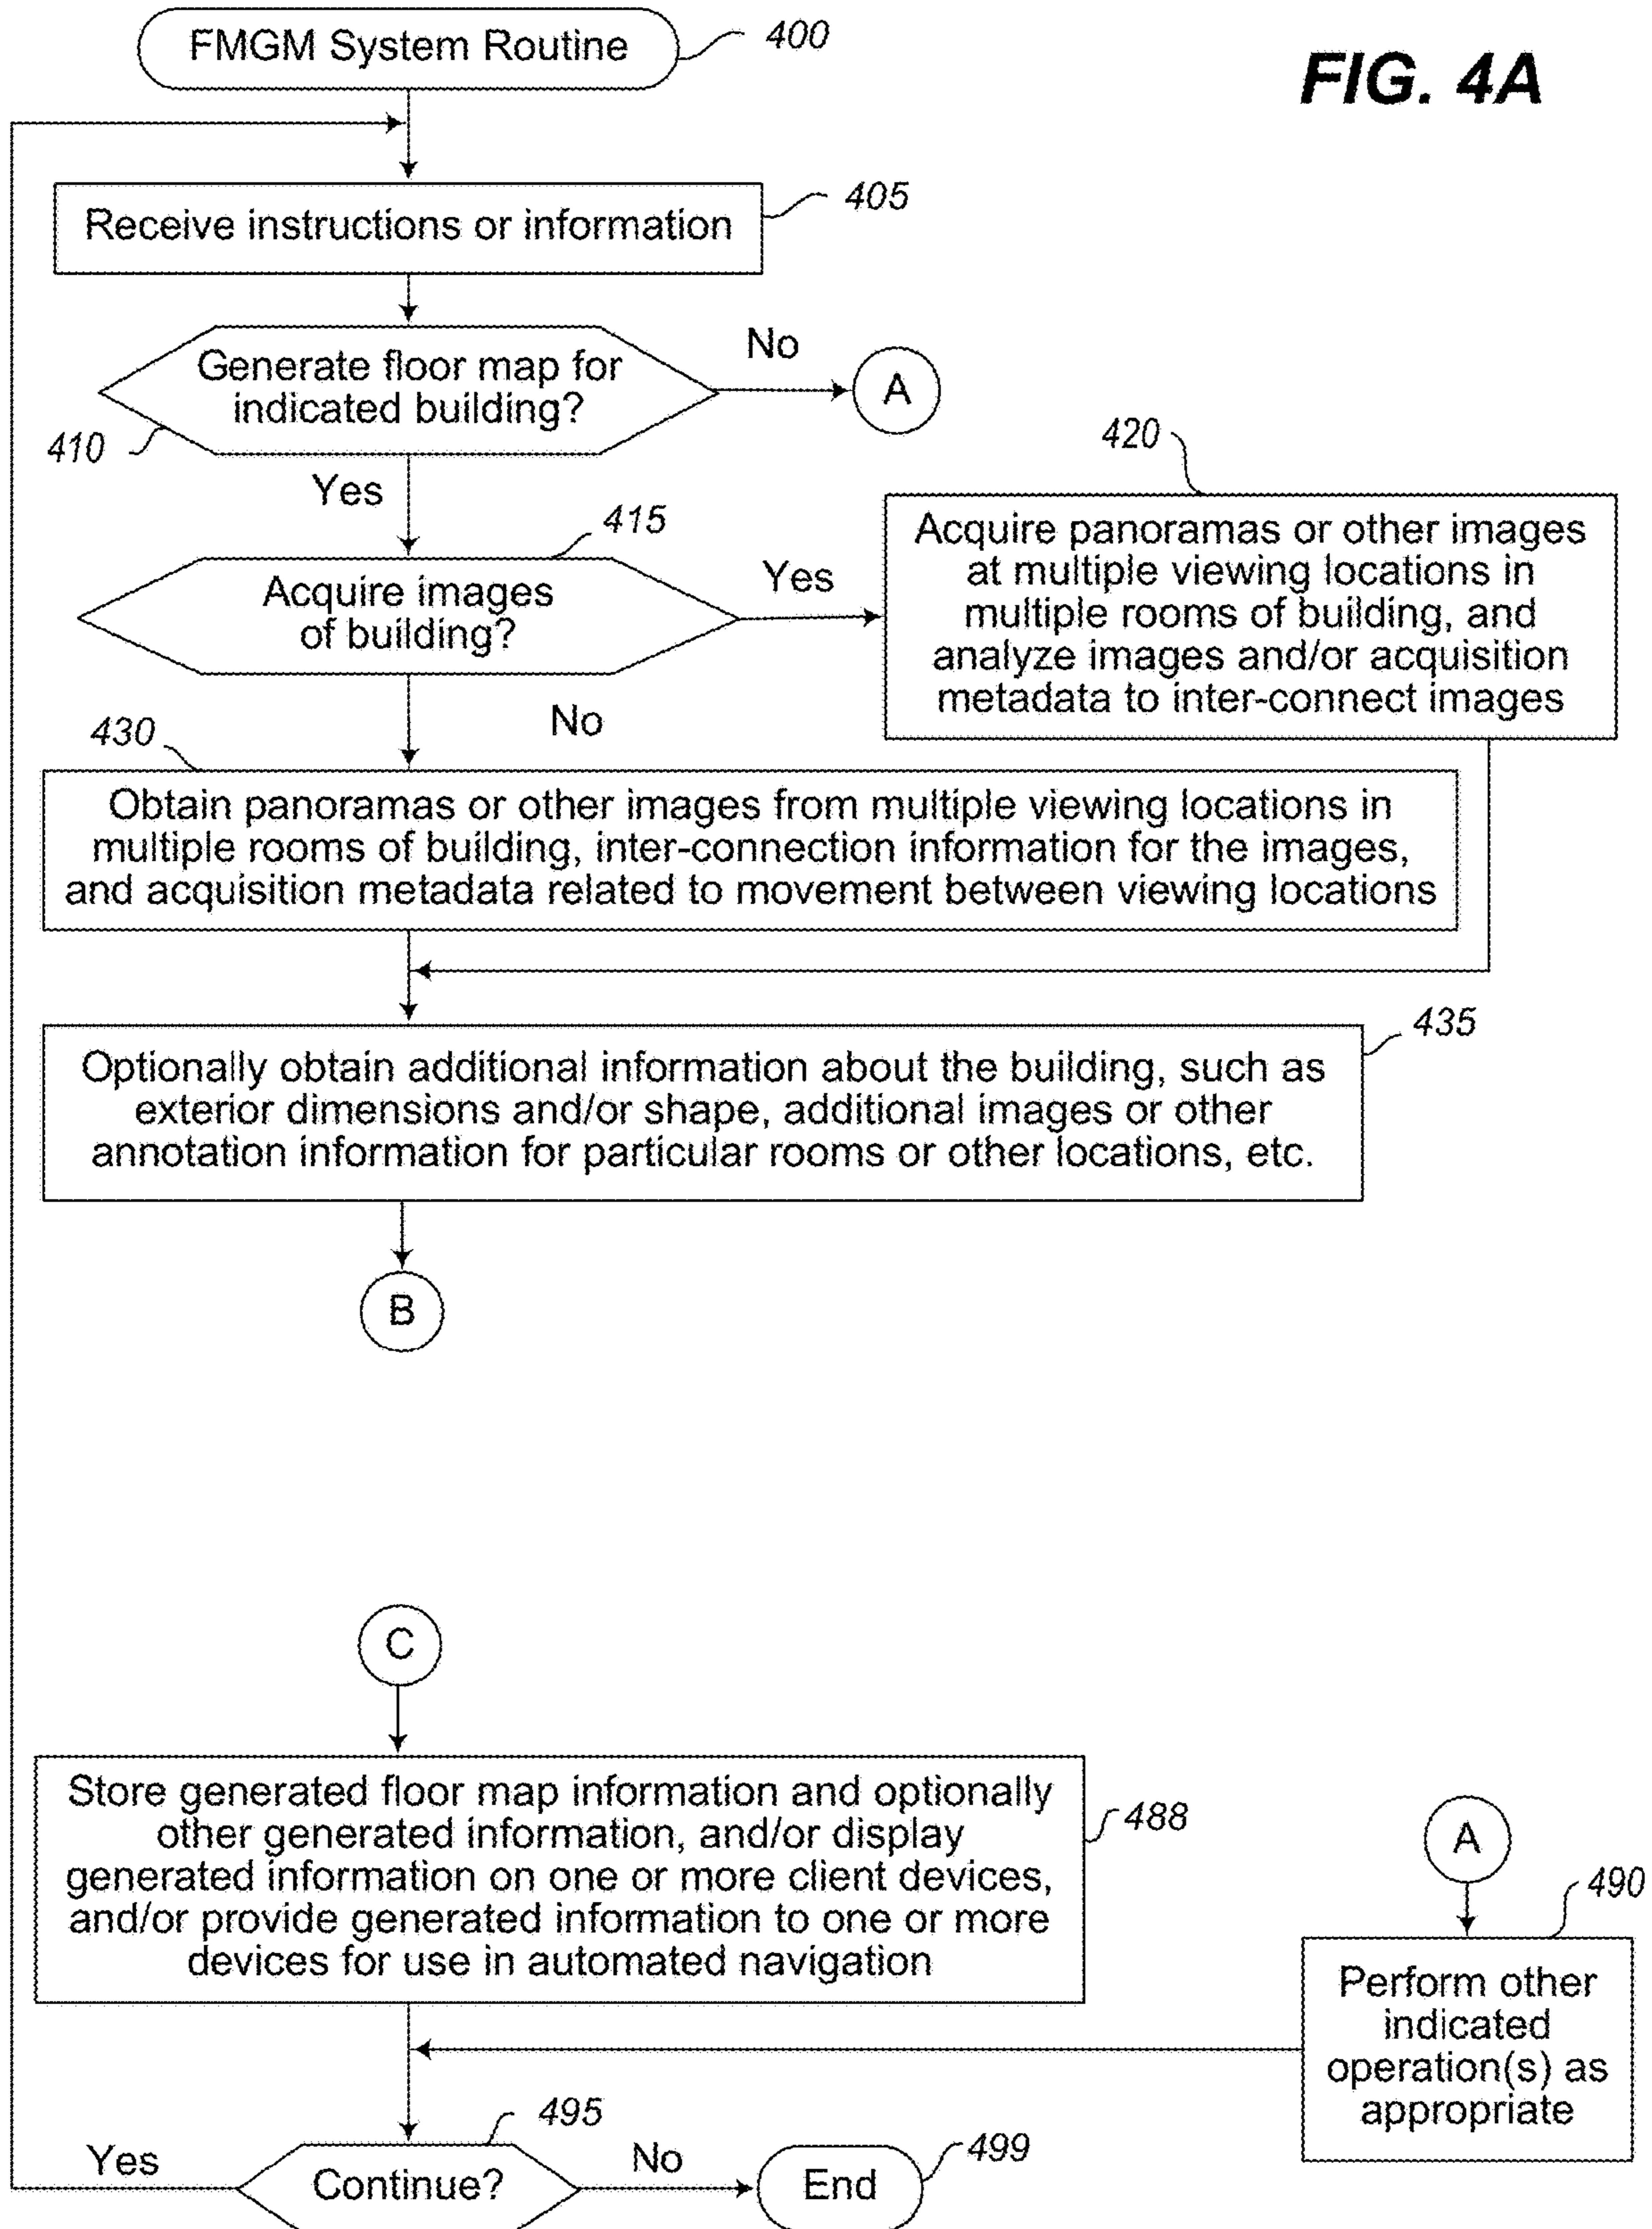 FMGM System Routine
400
FIG. 4A
Receive instructions or information
405
Generate floor map for
indicated building?
410
No
A
Yes
Acquire images
of building?
415
Yes
420
Acquire panoramas or other images
at multiple viewing locations in
multiple rooms of building, and
analyze images and/or acquisition
metadata to inter-connect images
No
430
Obtain panoramas or other images from multiple viewing locations in
multiple rooms of building, inter-connection information for the images,
and acquisition metadata related to movement between viewing locations
435
Optionally obtain additional information about the building, such as
exterior dimensions and/or shape, additional images or other
annotation information for particular rooms or other locations, etc.
B
C
Store generated floor map information and optionally
other generated information, and/or display
generated information on one or more client devices,
and/or provide generated information to one or more
devices for use in automated navigation
488
A
490
Perform other
indicated
operation(s) as
appropriate
495
Yes
Continue?
No
End
499